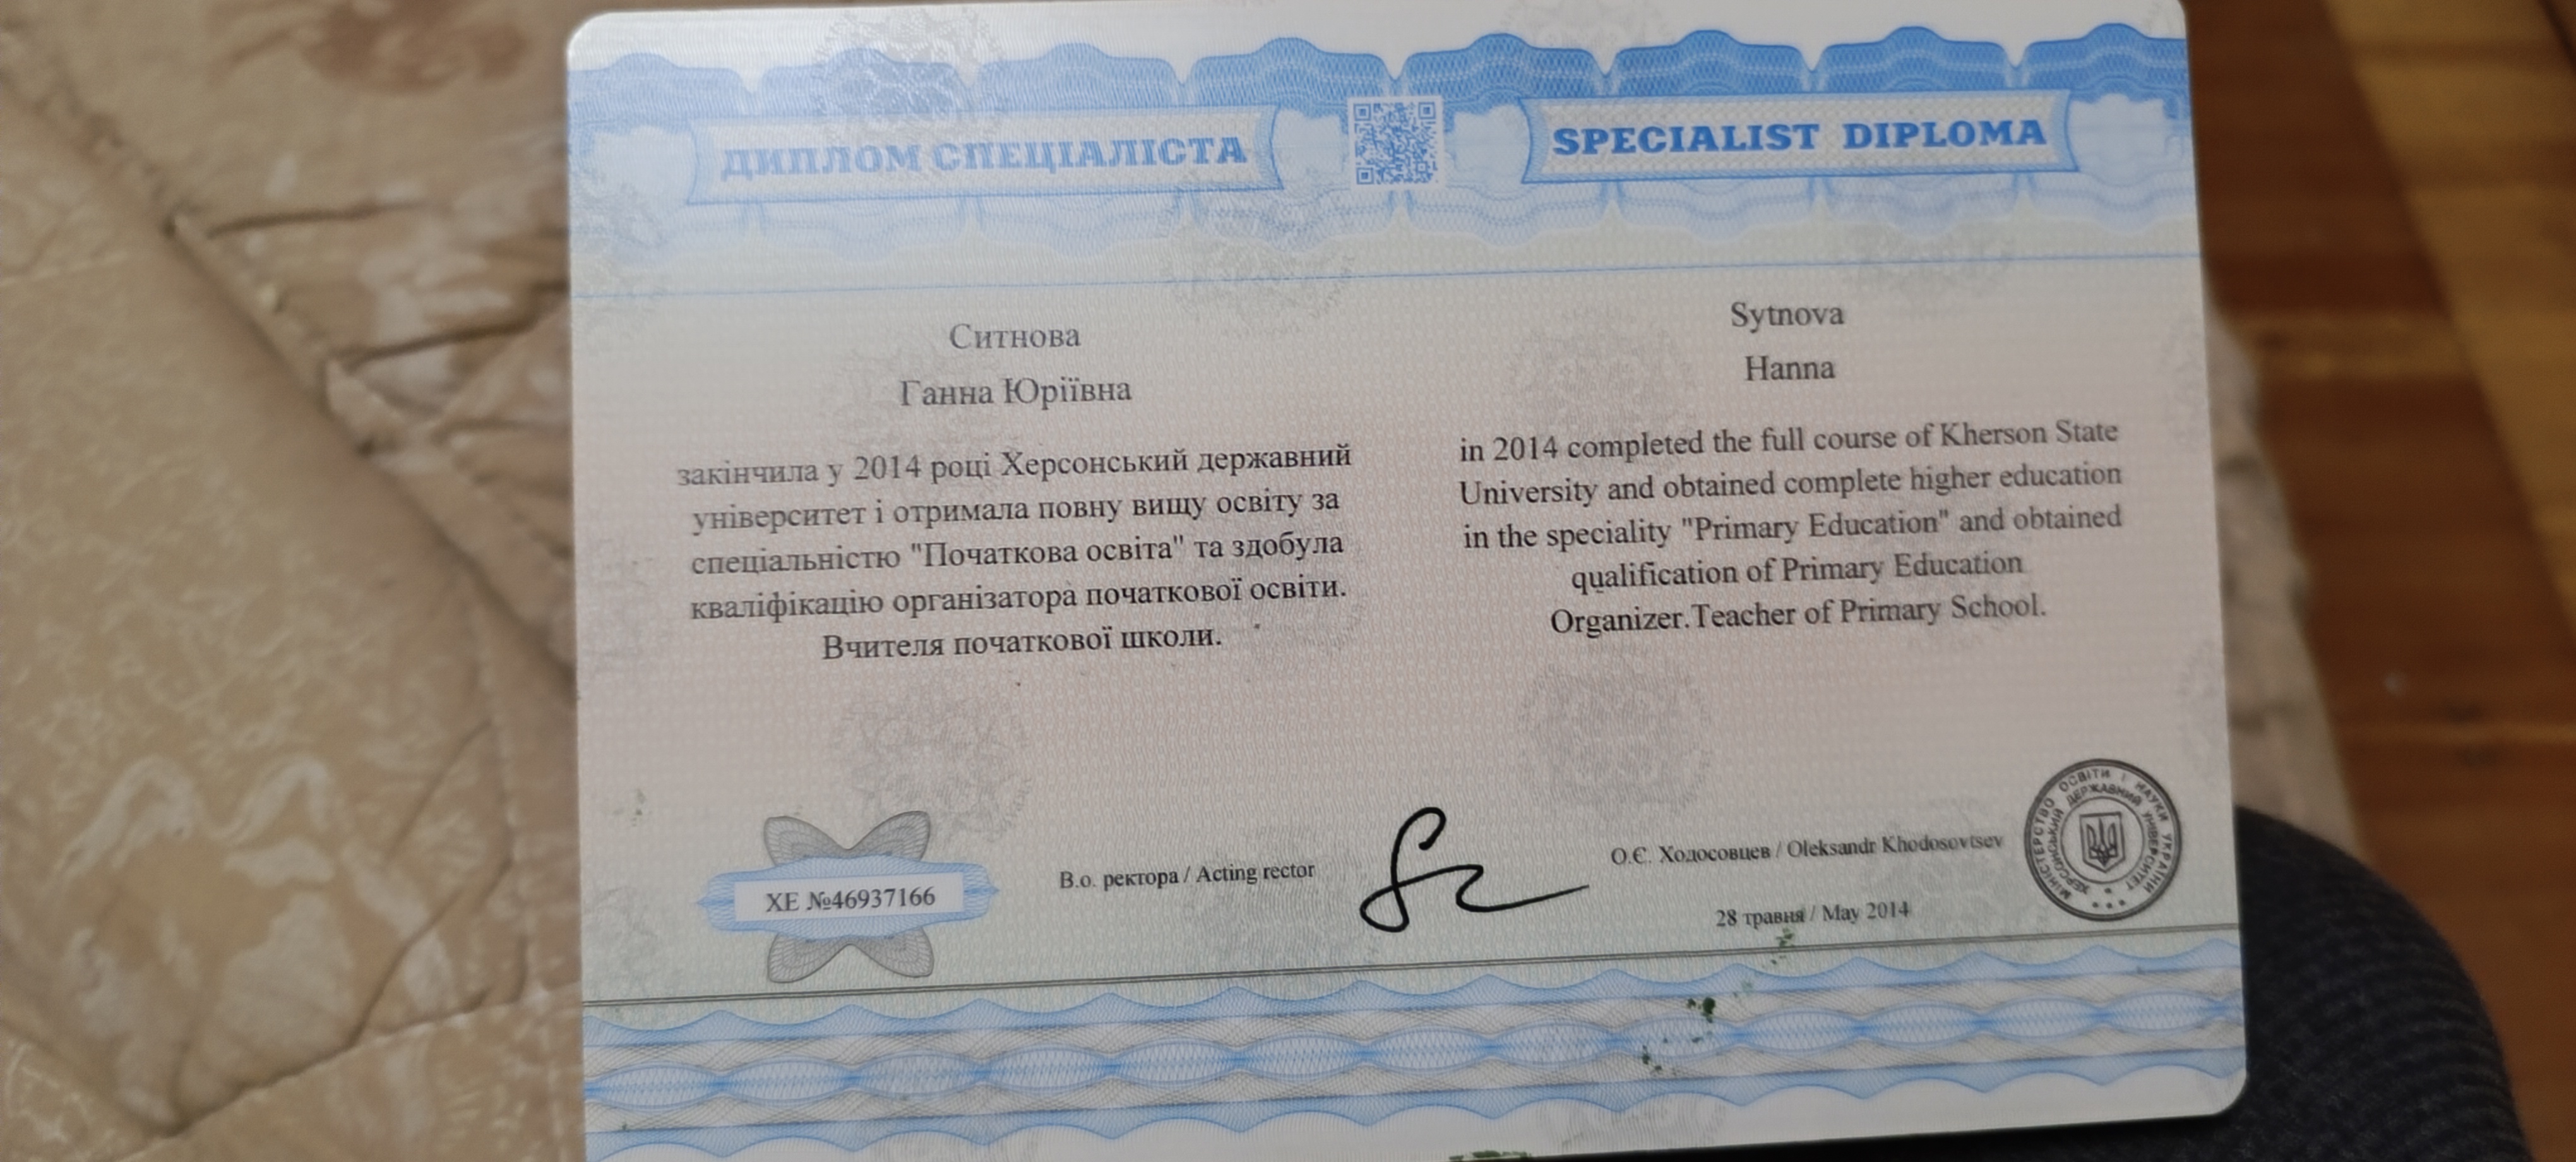 ДИПЛОМ СПЕЦІАЛІСТА
SPECIALIST DIPLOMA
Ситнова
Ганна Юріївна
закінчила у 2014 році Херсонський державний
університет і отримала повну вищу освіту за
спеціальністю "Початкова освіта" та здобула
кваліфікацію організатора початкової освіти.
Вчителя початкової школи.
Sytnova
Hanna
in 2014 completed the full course of Kherson State
University and obtained complete higher education
in the speciality "Primary Education" and obtained
qualification of Primary Education
Organizer.Teacher of Primary School.
ХЕ №46937166
В.о. ректора / Acting rector
О.Є. Ходосовцев / Oleksandr Khodosovtsev
28 травня / May 2014
МІНІСТЕРСТВО ОСВІТИ І НАУКИ УКРАЇНИ
ХЕРСОНСЬКИЙ ДЕРЖАВНИЙ УНІВЕРСИТЕТ